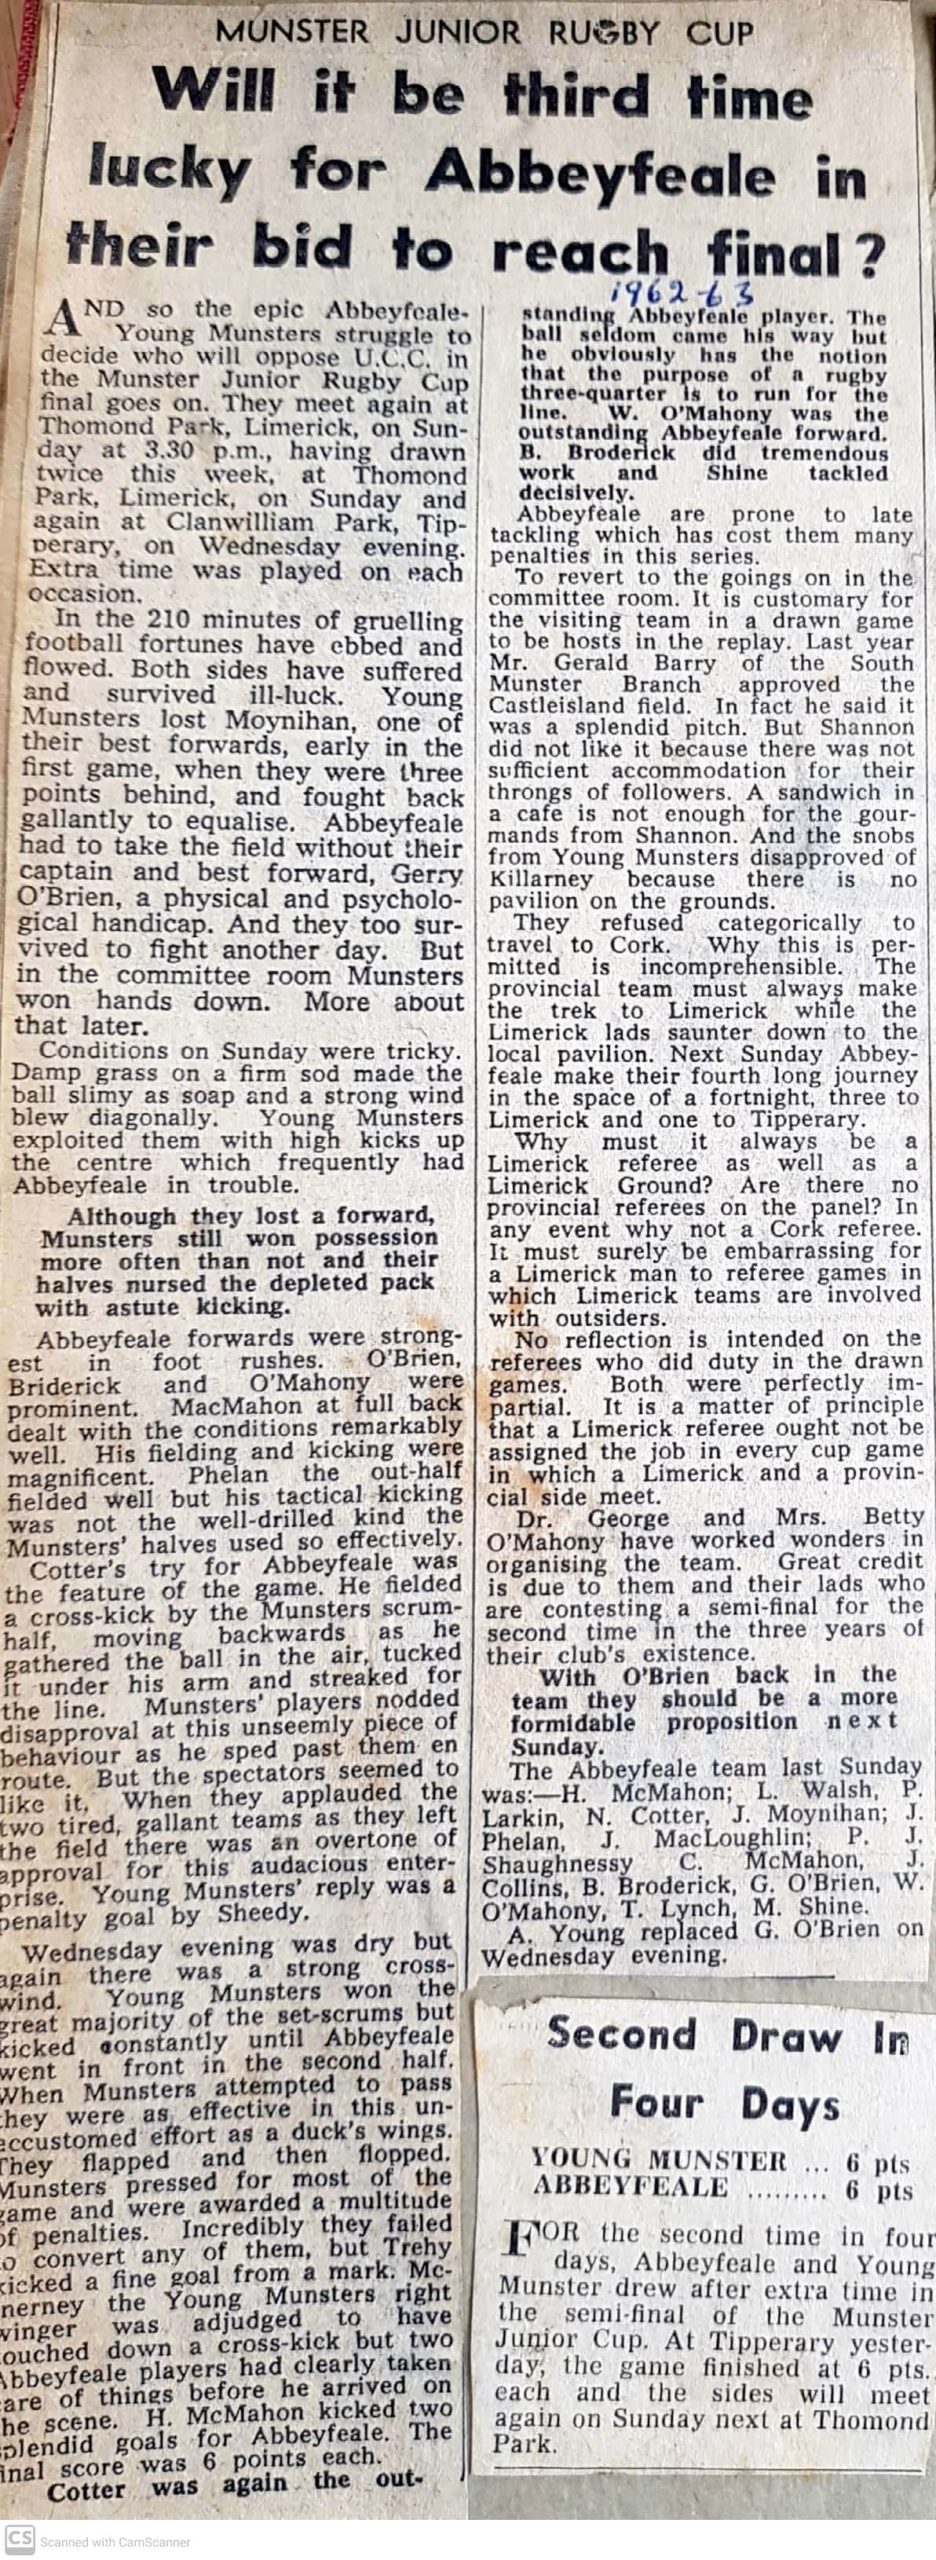 MUNSTER JUNIOR RUGBY CUP
Will it be third time
lucky for Abbeyfeale in
their bid to reach final?
1962-63
AND so the epic Abbeyfeale-
Young Munsters struggle to
decide who will oppose U.C.C. in
the Munster Junior Rugby Cup
final goes on. They meet again at
Thomond Park, Limerick, on Sun-
day at 3.30 p.m., having drawn
twice this week, at Thomond
Park, Limerick, on Sunday and
again at Clanwilliam Park, Tip-
perary, on Wednesday evening.
Extra time was played on each
occasion.
In the 210 minutes of gruelling
football fortunes have ebbed and
flowed. Both sides have suffered
and survived ill-luck. Young
Munsters lost Moynihan, one of
their best forwards, early in the
first game, when they were three
points behind, and fought back
gallantly to equalise. Abbeyfeale
had to take the field without their
captain and best forward, Gerry
O'Brien, a physical and psycholo-
gical handicap. And they too sur-
vived to fight another day. But
in the committee room Munsters
won hands down. More about
that later.
Conditions on Sunday were tricky.
Damp grass on a firm sod made the
ball slimy as soap and a strong wind
blew diagonally. Young Munsters
exploited them with high kicks up
the centre which frequently had
Abbeyfeale in trouble.
Although they lost a forward,
Munsters still won possession
more often than not and their
halves nursed the depleted pack
with astute kicking.
Abbeyfeale forwards were strong-
est in foot rushes. O'Brien,
Briderick and O'Mahony were
prominent. MacMahon at full back
dealt with the conditions remarkably
well. His fielding and kicking were
magnificent. Phelan the out-half
fielded well but his tactical kicking
was not the well-drilled kind the
Munsters' halves used so effectively.
Cotter's try for Abbeyfeale was
the feature of the game. He fielded
a cross-kick by the Munsters scrum-
half, moving backwards as he
gathered the ball in the air, tucked
it under his arm and streaked for
the line. Munsters' players nodded
disapproval at this unseemly piece of
behaviour as he sped past them en
route. But the spectators seemed to
like it. When they applauded the
two tired, gallant teams as they left
the field there was an overtone of
approval for this audacious enter-
prise. Young Munsters' reply was a
penalty goal by Sheedy.
Wednesday evening was dry but
again there was a strong cross-
wind. Young Munsters won the
great majority of the set-scrums but
kicked constantly until Abbeyfeale
went in front in the second half.
When Munsters attempted to pass
they were as effective in this un-
accustomed effort as a duck's wings.
They flapped and then flopped.
Munsters pressed for most of the
game and were awarded a multitude
of penalties. Incredibly they failed
to convert any of them, but Trehy
kicked a fine goal from a mark. Mc-
nerney the Young Munsters right
winger was adjudged to have
touched down a cross-kick but two
Abbeyfeale players had clearly taken
care of things before he arrived on
the scene. H. McMahon kicked two
splendid goals for Abbeyfeale. The
final score was 6 points each.
Cotter was again the out-
standing Abbeyfeale player. The
ball seldom came his way but
he obviously has the notion
that the purpose of a rugby
three-quarter is to run for the
line. W. O'Mahony was the
outstanding Abbeyfeale forward.
B. Broderick did tremendous
work and Shine tackled
decisively.
Abbeyfeale are prone to late
tackling which has cost them many
penalties in this series.
To revert to the goings on in the
committee room. It is customary for
the visiting team in a drawn game
to be hosts in the replay. Last year
Mr. Gerald Barry of the South
Munster Branch approved the
Castleisland field. In fact he said it
was a splendid pitch. But Shannon
did not like it because there was not
sufficient accommodation for their
throngs of followers. A sandwich in
a cafe is not enough for the gour-
mands from Shannon. And the snobs
from Young Munsters disapproved of
Killarney because there is no
pavilion on the grounds.
They refused categorically to
travel to Cork. Why this is per-
mitted is incomprehensible. The
provincial team must always make
the trek to Limerick while the
Limerick lads saunter down to the
local pavilion. Next Sunday Abbey-
feale make their fourth long journey
in the space of a fortnight, three to
Limerick and one to Tipperary.
Why must it always be a
Limerick referee as well as a
Limerick Ground? Are there no
provincial referees on the panel? In
any event why not a Cork referee.
It must surely be embarrassing for
a Limerick man to referee games in
which Limerick teams are involved
with outsiders.
No reflection is intended on the
referees who did duty in the drawn
games. Both were perfectly im-
partial. It is a matter of principle
that a Limerick referee ought not be
assigned the job in every cup game
in which a Limerick and a provin-
cial side meet.
Dr. George and Mrs. Betty
O'Mahony have worked wonders in
organising the team. Great credit
is due to them and their lads who
are contesting a semi-final for the
second time in the three years of
their club's existence.
With O'Brien back in the
team they should be a more
formidable proposition next
Sunday.
The Abbeyfeale team last Sunday
was:—H. McMahon; L. Walsh, P.
Larkin, N. Cotter, J. Moynihan; J.
Phelan, J. MacLoughlin; P. J.
Shaughnessy C. McMahon, J.
Collins, B. Broderick, G. O'Brien, W.
O'Mahony, T. Lynch, M. Shine.
A. Young replaced G. O'Brien on
Wednesday evening.
Second Draw In
Four Days
YOUNG MUNSTER ... 6 pts
ABBEYFEALE ......... 6 pts
FOR the second time in four
days, Abbeyfeale and Young
Munster drew after extra time in
the semi-final of the Munster
Junior Cup. At Tipperary yester-
day, the game finished at 6 pts.
each and the sides will meet
again on Sunday next at Thomond
Park.
CS Scanned with CamScanner